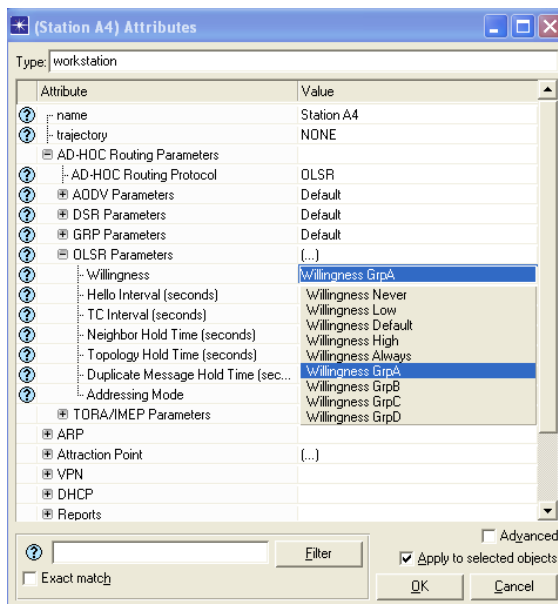 (Station A4) Attributes
Type: workstation
Attribute Value
name Station A4
trajectory NONE
AD-HOC Routing Parameters
AD-HOC Routing Protocol OLSR
AODV Parameters Default
DSR Parameters Default
GRP Parameters Default
OLSR Parameters (...)
Willingness Willingness GrpA
Hello Interval (seconds) Willingness Never
TC Interval (seconds) Willingness Low
Willingness Default
Neighbor Hold Time (seconds) Willingness High
Topology Hold Time (seconds) Willingness Always
Duplicate Message Hold Time (sec... Willingness GrpA
Willingness GrpB
Addressing Mode Willingness GrpC
TORA/IMEP Parameters Willingness GrpD
ARP
Attraction Point (...)
VPN
DHCP
Reports
Advanced
Filter
Apply to selected objects
Exact match
OK Cancel